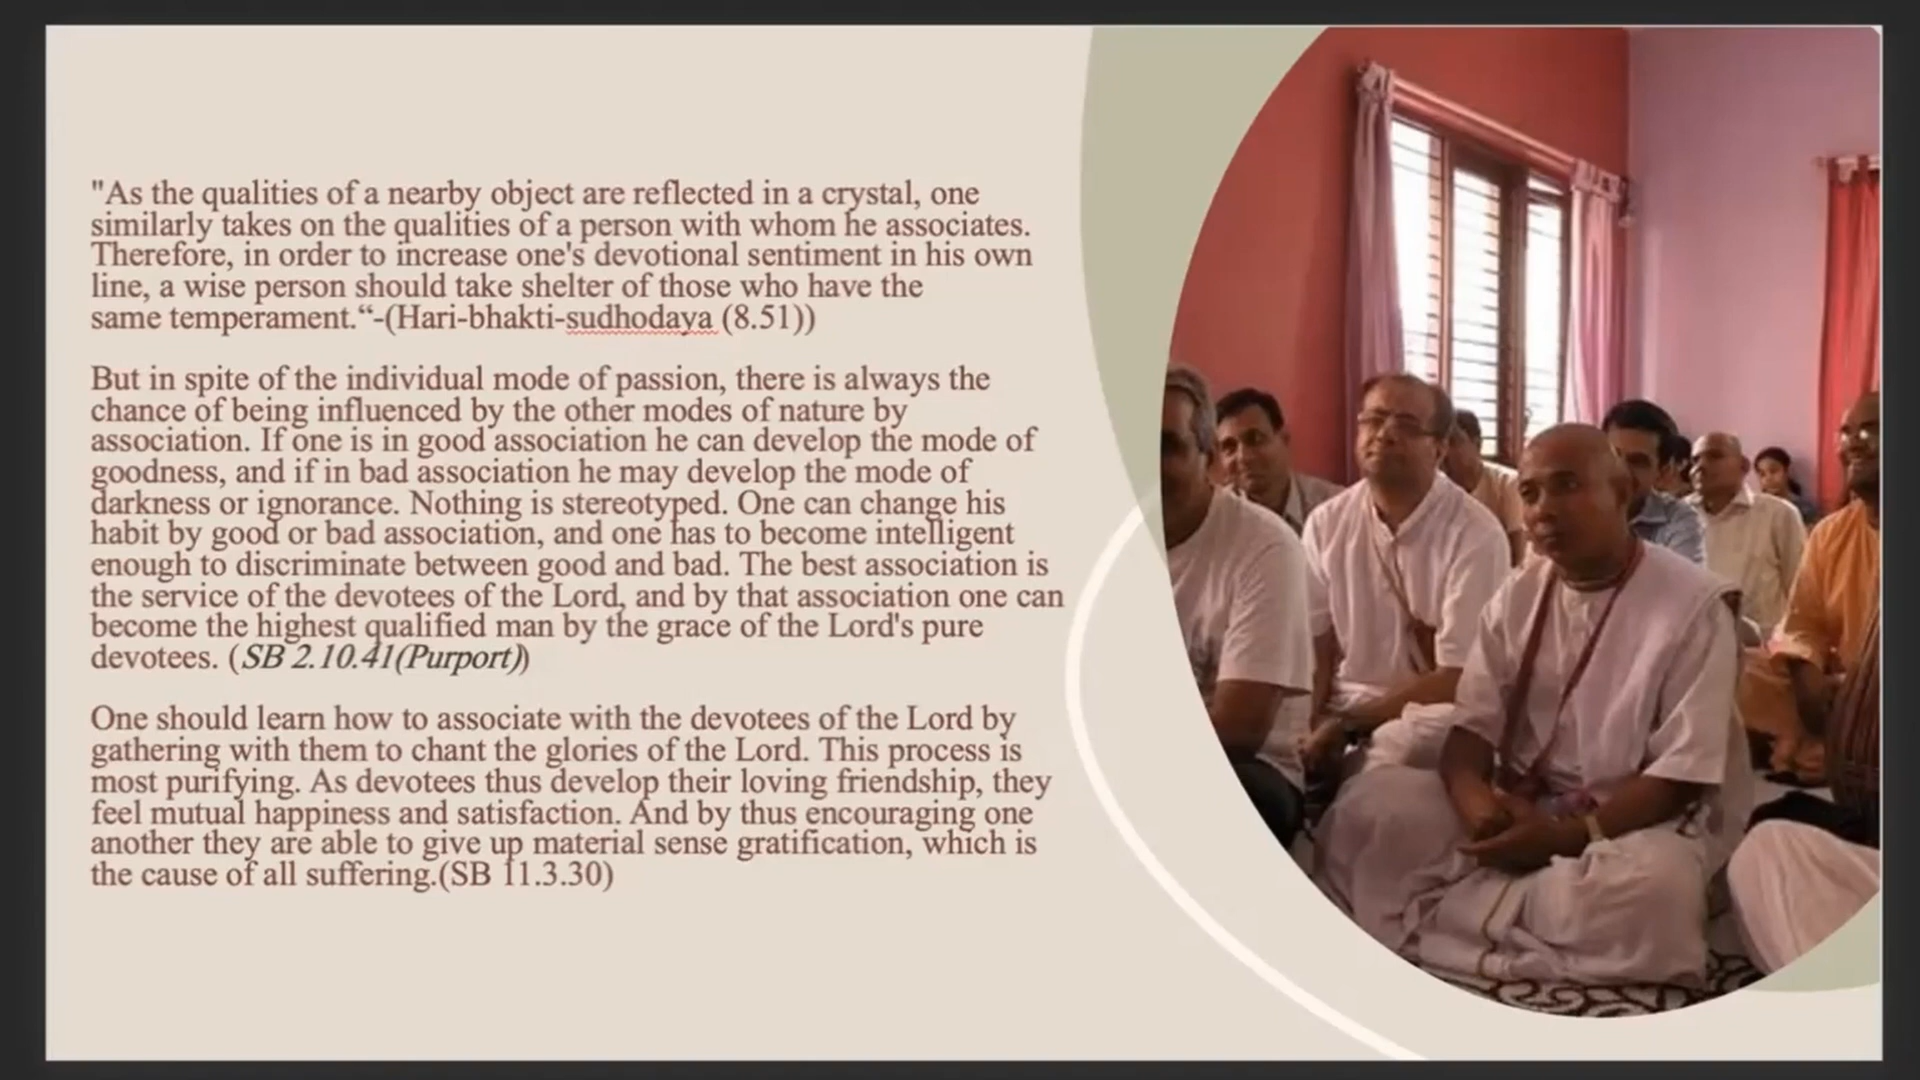 "As the qualities of a nearby object are reflected in a crystal, one
similarly takes on the qualities of a person with whom he associates.
Therefore, in order to increase one's devotional sentiment in his own
line, a wise person should take shelter of those who have the
same temperament.“-(Hari-bhakti-sudhodaya (8.51))
But in spite of the individual mode of passion, there is always the
chance of being influenced by the other modes of nature by
association. If one is in good association he can develop the mode of
goodness, and if in bad association he may develop the mode of
darkness or ignorance. Nothing is stereotyped. One can change his
habit by good or bad association, and one has to become intelligent
enough to discriminate between good and bad. The best association is
the service of the devotees of the Lord, and by that association one can
become the highest qualified man by the grace of the Lord's pure
devotees. (SB 2.10.41(Purport))
One should learn how to associate with the devotees of the Lord by
gathering with them to chant the glories of the Lord. This process is
most purifying. As devotees thus develop their loving friendship, they
feel mutual happiness and satisfaction. And by thus encouraging one
another they are able to give up material sense gratification, which is
the cause of all suffering.(SB 11.3.30)